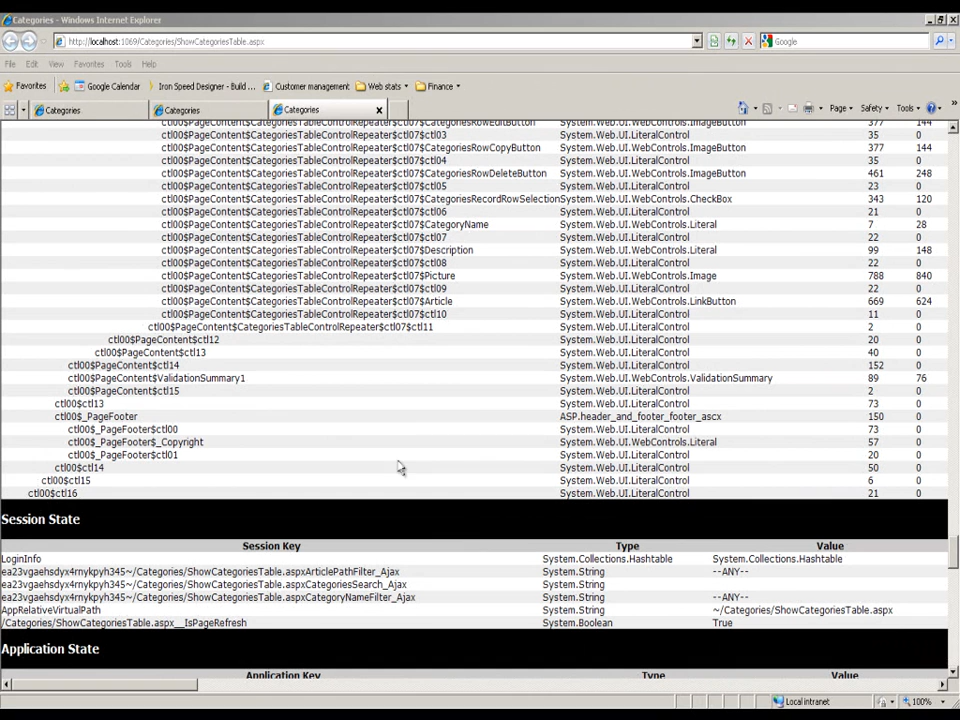 Categories - Windows Internet Explorer
http://localhost:1069/Categories/ShowCategoriesTable.aspx
Google
File Edit View Favorites Tools Help
Favorites Google Calendar Iron Speed Designer - Buil ... Customer management Web stats Finance
Categories Categories Categories x Page Safety Tools
ctl00$PageContent$CategoriesTableControlRepeater$ctl07$CategoriesRowEditButton System.Web.UI.WebControls.ImageButton 377 144
ctl00$PageContent$CategoriesTableControlRepeater$ctl07$ctl03 System.Web.UI.LiteralControl 35 0
ctl00$PageContent$CategoriesTableControlRepeater$ctl07$CategoriesRowCopyButton System.Web.UI.WebControls.ImageButton 377 144
ctl00$PageContent$CategoriesTableControlRepeater$ctl07$ctl04 System.Web.UI.LiteralControl 35 0
ctl00$PageContent$CategoriesTableControlRepeater$ctl07$CategoriesRowDeleteButton System.Web.UI.WebControls.ImageButton 461 248
ctl00$PageContent$CategoriesTableControlRepeater$ctl07$ctl05 System.Web.UI.LiteralControl 23 0
ctl00$PageContent$CategoriesTableControlRepeater$ctl07$CategoriesRecordRowSelection System.Web.UI.WebControls.CheckBox 343 120
ctl00$PageContent$CategoriesTableControlRepeater$ctl07$ctl06 System.Web.UI.LiteralControl 21 0
ctl00$PageContent$CategoriesTableControlRepeater$ctl07$CategoryName System.Web.UI.WebControls.Literal 7 28
ctl00$PageContent$CategoriesTableControlRepeater$ctl07$ctl07 System.Web.UI.LiteralControl 22 0
ctl00$PageContent$CategoriesTableControlRepeater$ctl07$Description System.Web.UI.WebControls.Literal 99 148
ctl00$PageContent$CategoriesTableControlRepeater$ctl07$ctl08 System.Web.UI.LiteralControl 22 0
ctl00$PageContent$CategoriesTableControlRepeater$ctl07$Picture System.Web.UI.WebControls.Image 788 840
ctl00$PageContent$CategoriesTableControlRepeater$ctl07$ctl09 System.Web.UI.LiteralControl 22 0
ctl00$PageContent$CategoriesTableControlRepeater$ctl07$Article System.Web.UI.WebControls.LinkButton 669 624
ctl00$PageContent$CategoriesTableControlRepeater$ctl07$ctl10 System.Web.UI.LiteralControl 11 0
ctl00$PageContent$CategoriesTableControlRepeater$ctl07$ctl11 System.Web.UI.LiteralControl 2 0
ctl00$PageContent$ctl12 System.Web.UI.LiteralControl 20 0
ctl00$PageContent$ctl13 System.Web.UI.LiteralControl 40 0
ctl00$PageContent$ctl14 System.Web.UI.LiteralControl 152 0
ctl00$PageContent$ValidationSummary1 System.Web.UI.WebControls.ValidationSummary 89 76
ctl00$PageContent$ctl15 System.Web.UI.LiteralControl 2 0
ctl00$ctl13 System.Web.UI.LiteralControl 73 0
ctl00$_PageFooter ASP.header_and_footer_footer_ascx 150 0
ctl00$_PageFooter$ctl00 System.Web.UI.LiteralControl 73 0
ctl00$_PageFooter$_Copyright System.Web.UI.WebControls.Literal 57 0
ctl00$_PageFooter$ctl01 System.Web.UI.LiteralControl 20 0
ctl00$ctl14 System.Web.UI.LiteralControl 50 0
ctl00$ctl15 System.Web.UI.LiteralControl 6 0
ctl00$ctl16 System.Web.UI.LiteralControl 21 0
Session State
Session Key Type Value
LoginInfo System.Collections.Hashtable System.Collections.Hashtable
ea23vgaehsdyx4rnykpyh345~/Categories/ShowCategoriesTable.aspxArticlePathFilter_Ajax System.String --ANY--
ea23vgaehsdyx4rnykpyh345~/Categories/ShowCategoriesTable.aspxCategoriesSearch_Ajax System.String
ea23vgaehsdyx4rnykpyh345~/Categories/ShowCategoriesTable.aspxCategoryNameFilter_Ajax System.String --ANY--
AppRelativeVirtualPath System.String ~/Categories/ShowCategoriesTable.aspx
/Categories/ShowCategoriesTable.aspx__IsPageRefresh System.Boolean True
Application State
Application Key Type Value
Local intranet 100%